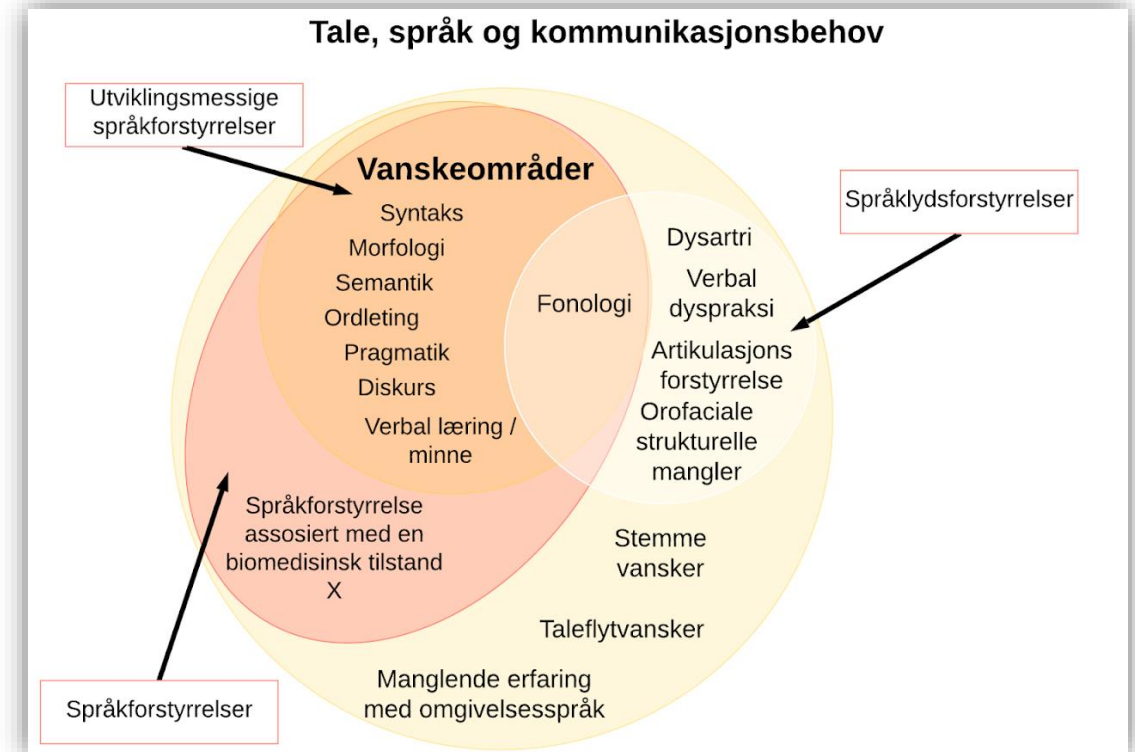 Tale, språk og kommunikasjonsbehov
Utviklingsmessige
språkforstyrrelser
Vanskeområder
Syntaks
Morfologi
Semantik
Ordleting
Pragmatik
Diskurs
Verbal læring /
minne
Fonologi
Språklydsforstyrrelser
Dysartri
Verbal
dyspraksi
Artikulasjons
forstyrrelse
Orofaciale
strukturelle
mangler
Språkforstyrrelse
assosiert med en
biomedisinsk tilstand
X
Stemme
vansker
Taleflytvansker
Manglende erfaring
med omgivelsesspråk
Språkforstyrrelser